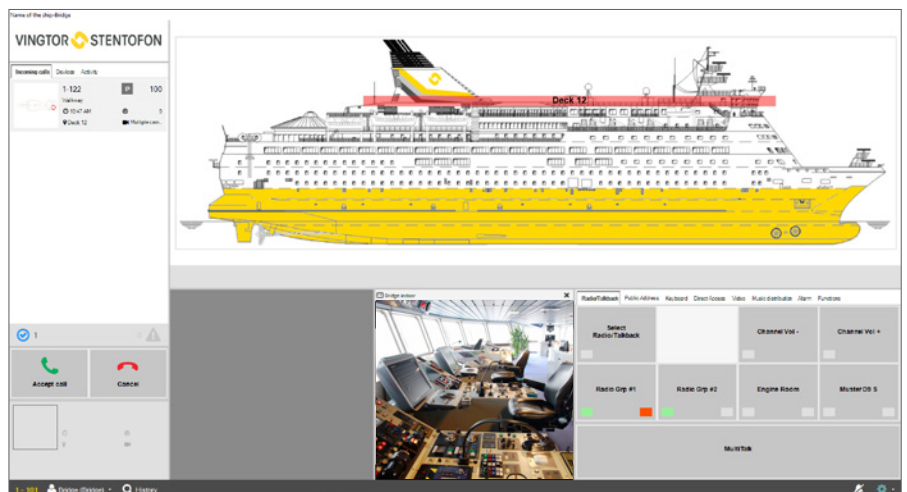 Name of the ship-Bridge
VINGTOR STENTOFON
Incoming calls Devices Activity
1-122 P 100
Walkway
10:47 AM
Deck 12 Multiple cam...
Deck 12
1
Accept call Cancel
Radio/Talkback Public Address Keyboard Direct Access Video Music distribution Alarm Functions
Select
Radio/Talkback
Channel Vol -
Channel Vol +
Radio Grp #1
Radio Grp #2
Engine Room
Muster OS S
MultiTalk
1 - 101 Bridge (Bridge) History